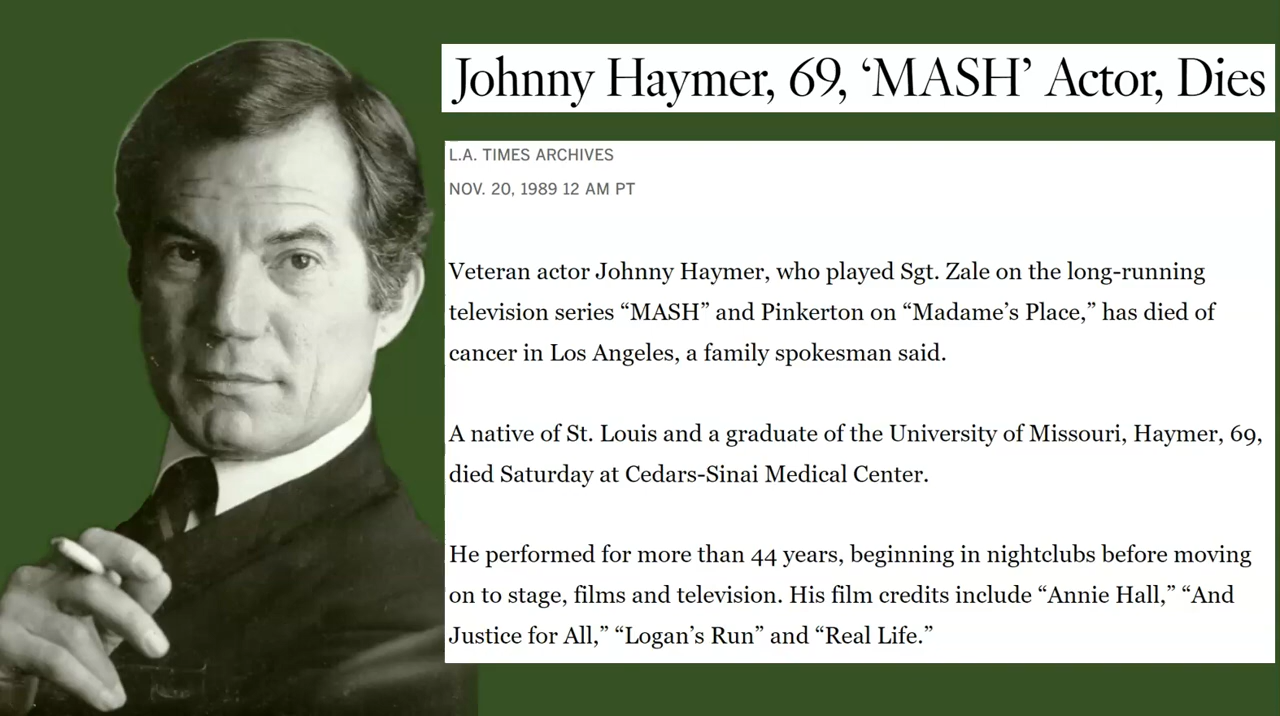 Johnny Haymer, 69, ‘MASH’ Actor, Dies
L.A. TIMES ARCHIVES
NOV. 20, 1989 12 AM PT
Veteran actor Johnny Haymer, who played Sgt. Zale on the long-running
television series “MASH” and Pinkerton on “Madame’s Place,” has died of
cancer in Los Angeles, a family spokesman said.
A native of St. Louis and a graduate of the University of Missouri, Haymer, 69,
died Saturday at Cedars-Sinai Medical Center.
He performed for more than 44 years, beginning in nightclubs before moving
on to stage, films and television. His film credits include “Annie Hall,” “And
Justice for All,” “Logan’s Run” and “Real Life.”